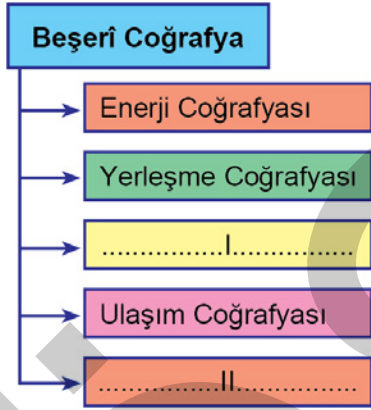 Beşerî Coğrafya
Enerji Coğrafyası
Yerleşme Coğrafyası
................I................
Ulaşım Coğrafyası
................II................